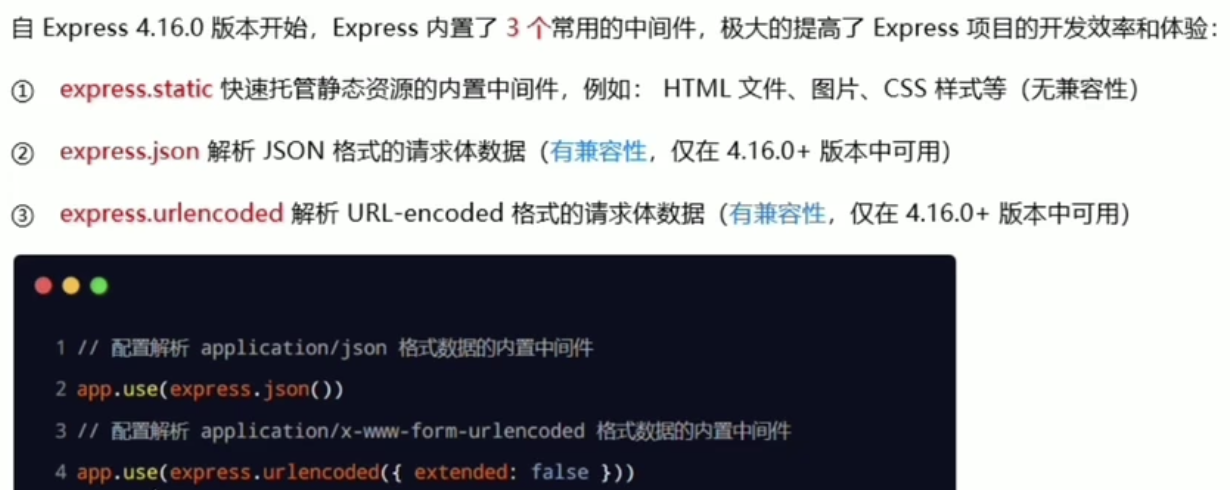 自 Express 4.16.0 版本开始，Express 内置了 3 个常用的中间件，极大的提高了 Express 项目的开发效率和体验：
① express.static 快速托管静态资源的内置中间件，例如： HTML 文件、图片、CSS 样式等（无兼容性）
② express.json 解析 JSON 格式的请求体数据（有兼容性，仅在 4.16.0+ 版本中可用）
③ express.urlencoded 解析 URL-encoded 格式的请求体数据（有兼容性，仅在 4.16.0+ 版本中可用）
1 // 配置解析 application/json 格式数据的内置中间件
2 app.use(express.json())
3 // 配置解析 application/x-www-form-urlencoded 格式数据的内置中间件
4 app.use(express.urlencoded({ extended: false }))